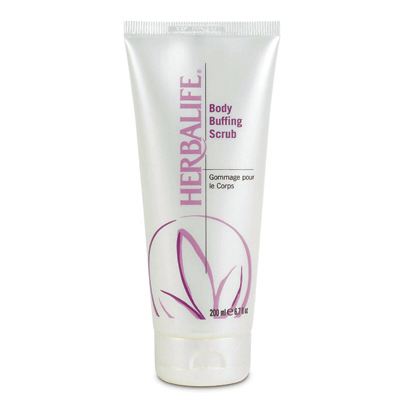 HERBALIFE®
Body
Buffing
Scrub
Gommage pour
le Corps
200 ml ℮ 6.7 fl oz